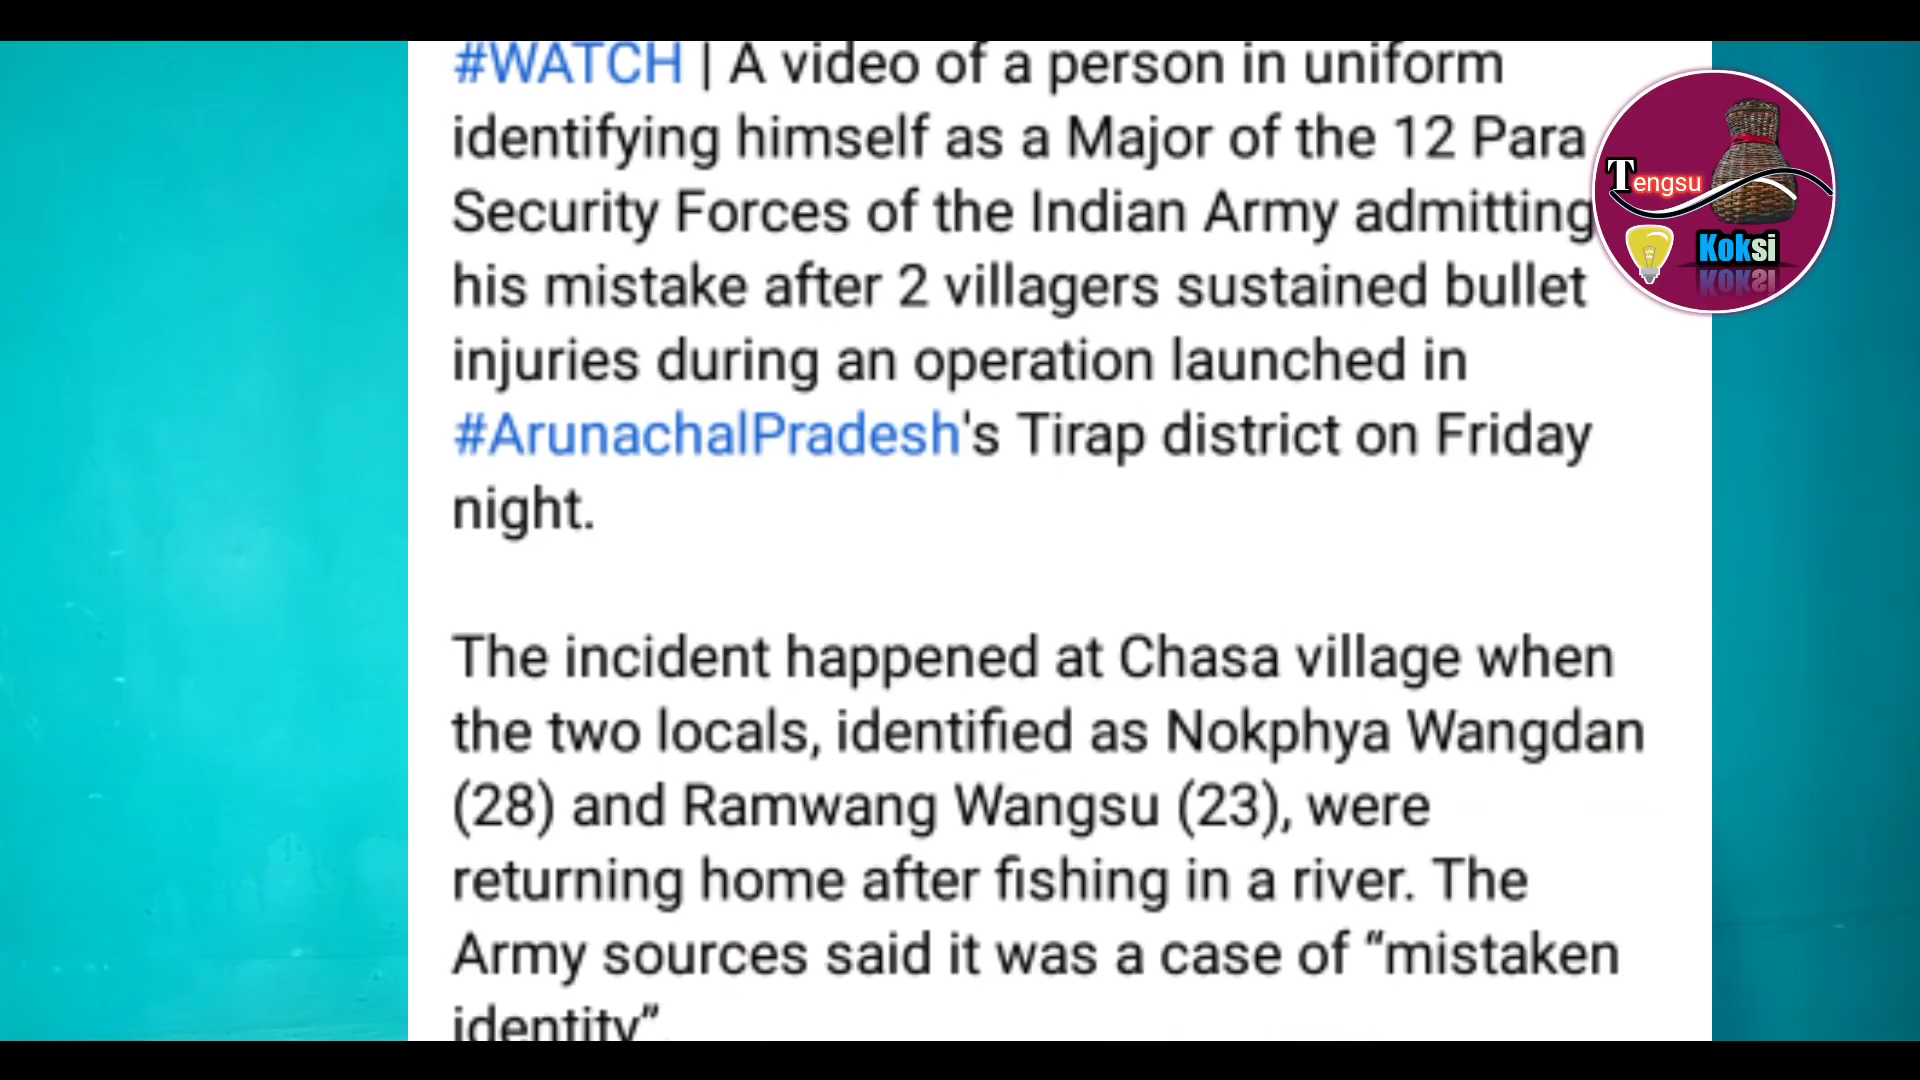 #WATCH | A video of a person in uniform
identifying himself as a Major of the 12 Para
Security Forces of the Indian Army admitting
his mistake after 2 villagers sustained bullet
injuries during an operation launched in
#ArunachalPradesh's Tirap district on Friday
night.
The incident happened at Chasa village when
the two locals, identified as Nokphya Wangdan
(28) and Ramwang Wangsu (23), were
returning home after fishing in a river. The
Army sources said it was a case of “mistaken
identity”
Tengsu
Koksi